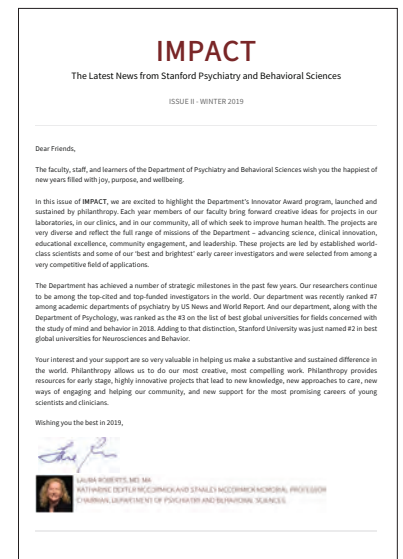 IMPACT
The Latest News from Stanford Psychiatry and Behavioral Sciences
ISSUE II - WINTER 2019
Dear Friends,
The faculty, staff, and learners of the Department of Psychiatry and Behavioral Sciences wish you the happiest of
new years filled with joy, purpose, and wellbeing.
In this issue of IMPACT, we are excited to highlight the Department's Innovator Award program, launched and
sustained by philanthropy. Each year members of our faculty bring forward creative ideas for projects in our
laboratories, in our clinics, and in our community, all of which seek to improve human health. The projects are
very diverse and reflect the full range of missions of the Department – advancing science, clinical innovation,
educational excellence, community engagement, and leadership. These projects are led by established world-
class scientists and some of our 'best and brightest' early career investigators and were selected from among a
very competitive field of applications.
The Department has achieved a number of strategic milestones in the past few years. Our researchers continue
to be among the top-cited and top-funded investigators in the world. Our department was recently ranked #7
among academic departments of psychiatry by US News and World Report. And our department, along with the
Department of Psychology, was ranked as the #3 on the list of best global universities for fields concerned with
the study of mind and behavior in 2018. Adding to that distinction, Stanford University was just named #2 in best
global universities for Neurosciences and Behavior.
Your interest and your support are so very valuable in helping us make a substantive and sustained difference in
the world. Philanthropy allows us to do our most creative, most compelling work. Philanthropy provides
resources for early stage, highly innovative projects that lead to new knowledge, new approaches to care, new
ways of engaging and helping our community, and new support for the most promising careers of young
scientists and clinicians.
Wishing you the best in 2019,
LAURA ROBERTS, MD, MA
KATHARINE DEXTER MCCORMICK AND STANLEY MCCORMICK MEMORIAL PROFESSOR
CHAIRMAN, DEPARTMENT OF PSYCHIATRY AND BEHAVIORAL SCIENCES